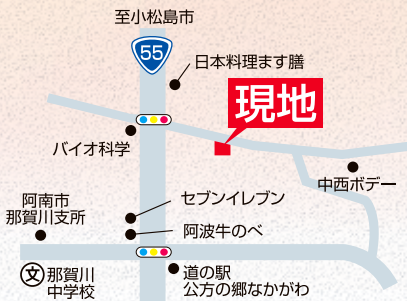 至小松島市
55
日本料理ます膳
現地
バイオ科学
中西ボデー
阿南市
那賀川支所
セブンイレブン
阿波牛のべ
文
那賀川
中学校
道の駅
公方の郷なかがわ